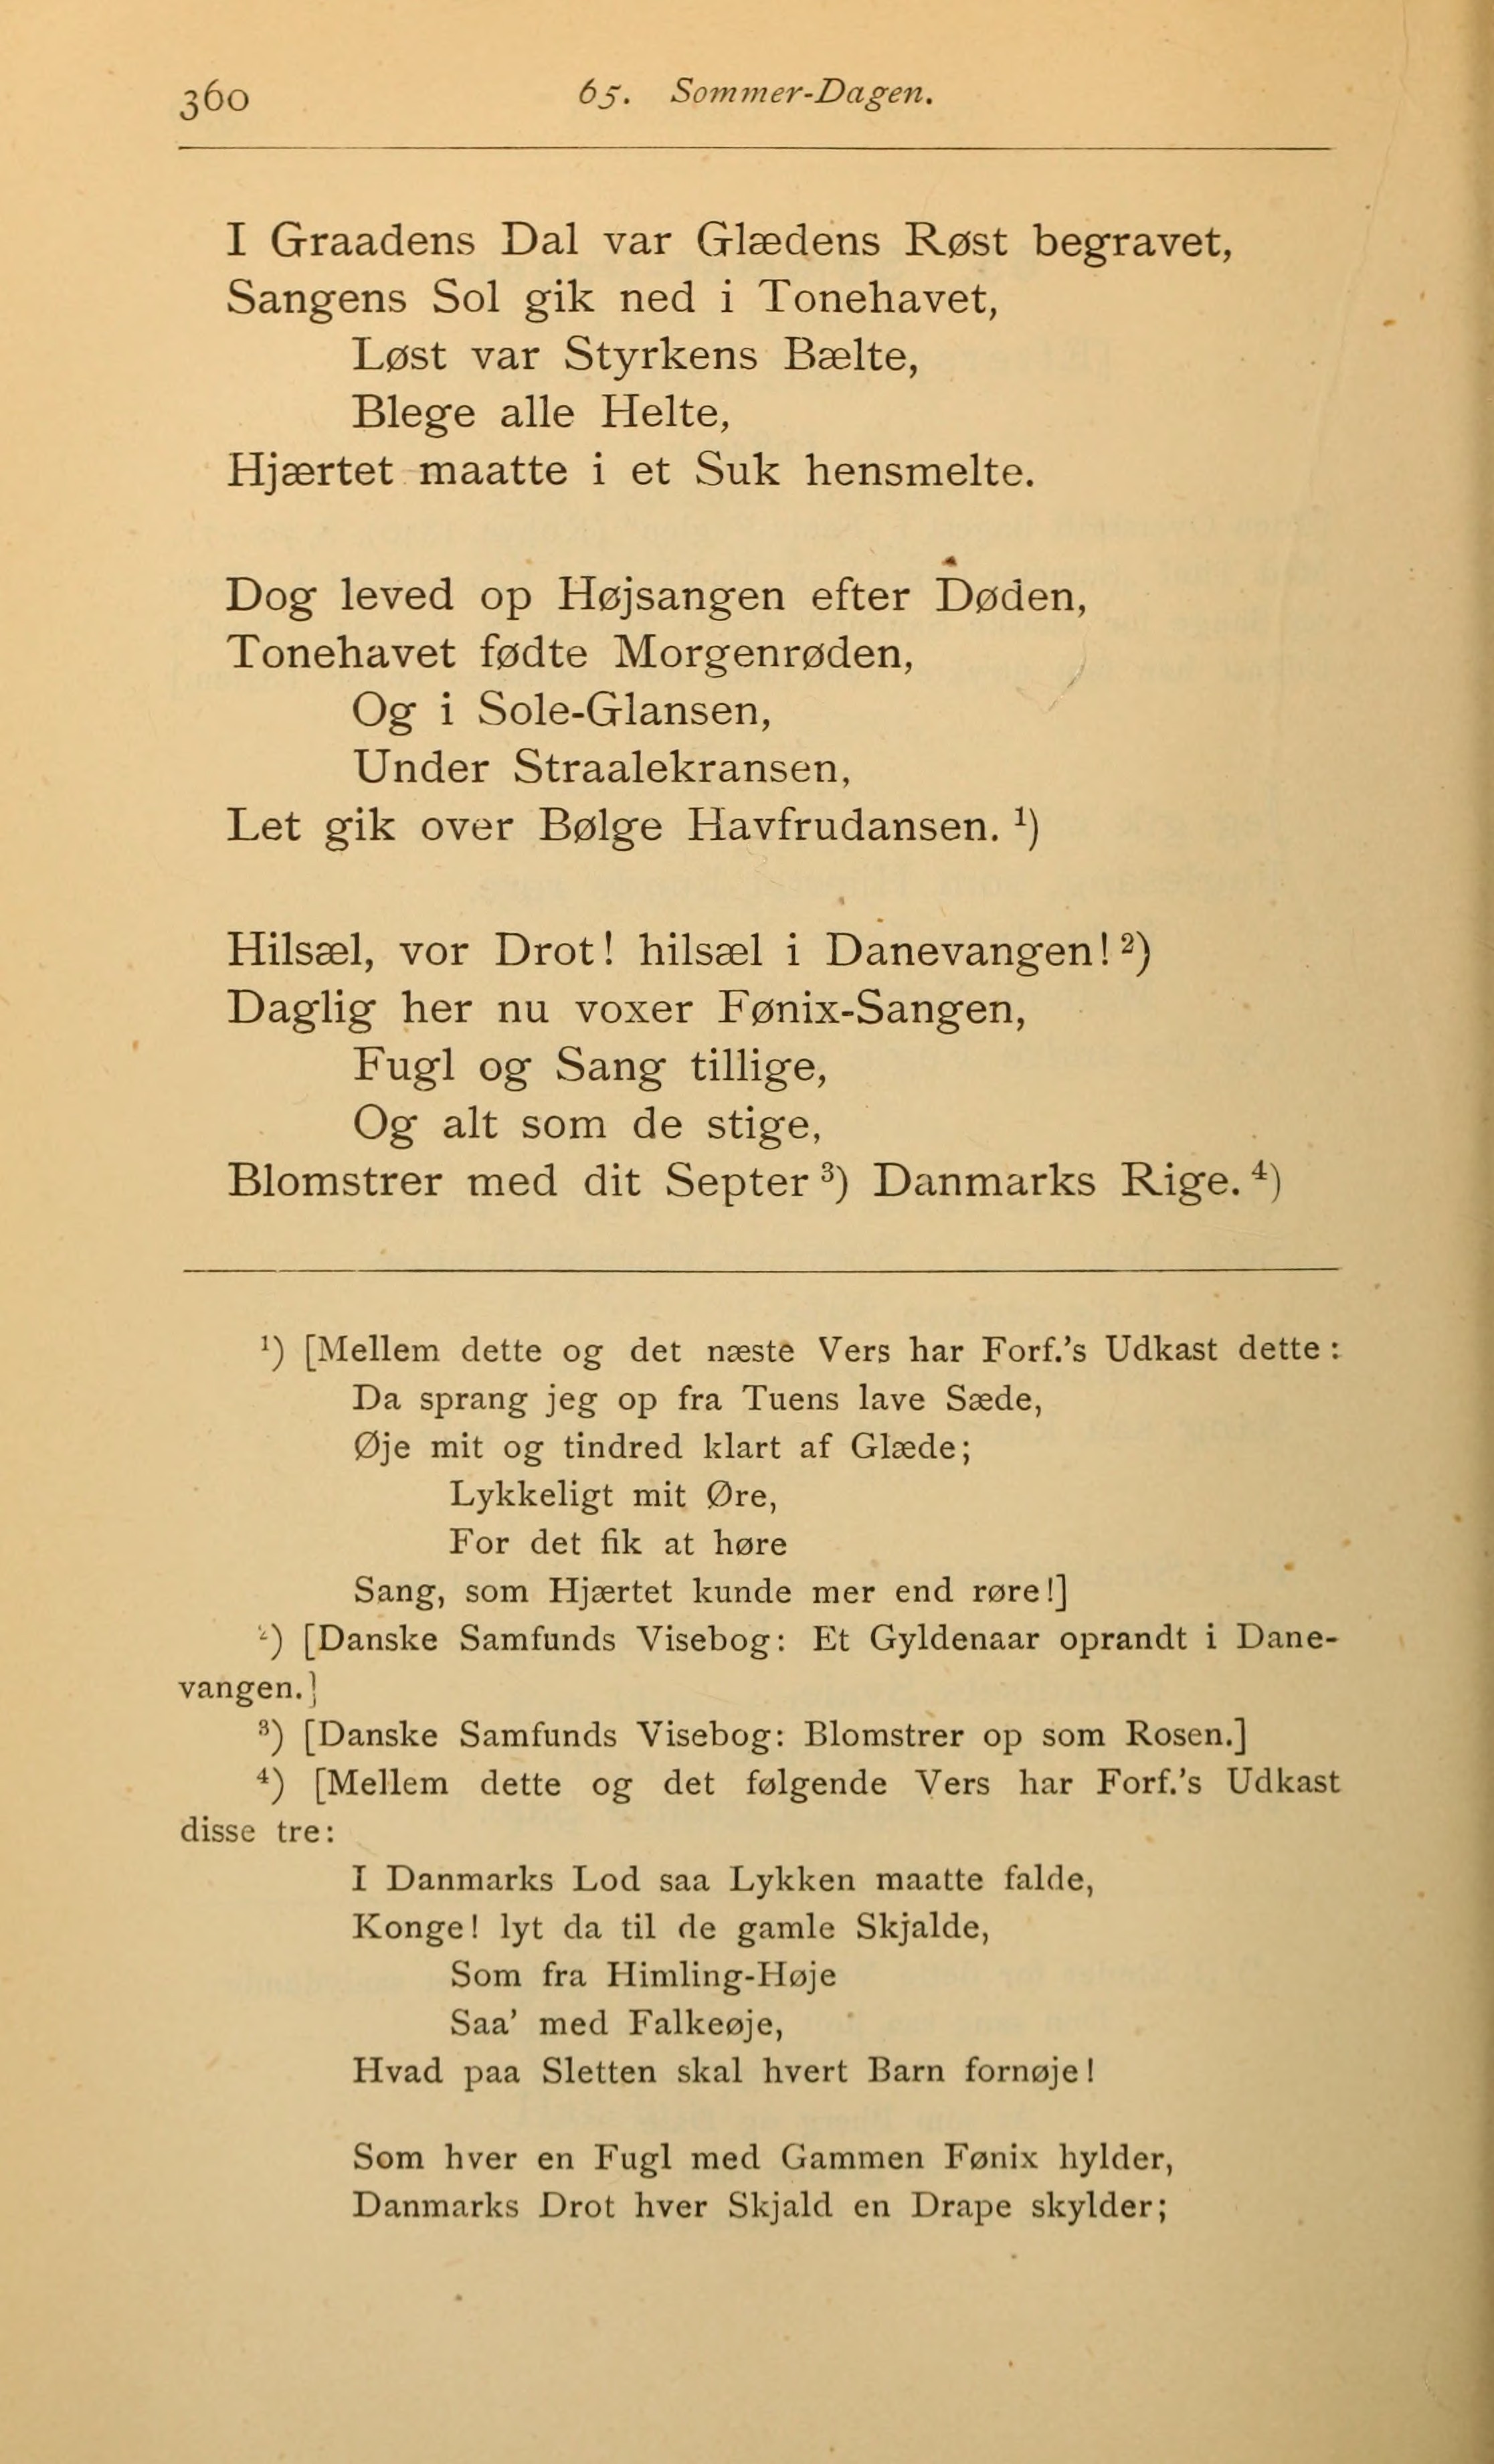 360
65. Sommer-Dagen.
I Graadens Dal var Glædens Røst begravet,
Sangens Sol gik ned i Tonehavet,
Løst var Styrkens Bælte,
Blege alle Helte,
Hjærtet maatte i et Suk hensmelte.
Dog leved op Højsangen efter Døden,
Tonehavet fødte Morgenrøden,
Og i Sole-Glansen,
Under Straalekransen,
Let gik over Bølge Havfrudansen. ¹)
Hilsæl, vor Drot! hilsæl i Danevangen! ²)
Daglig her nu voxer Fønix-Sangen,
Fugl og Sang tillige,
Og alt som de stige,
Blomstrer med dit Septer ³) Danmarks Rige. ⁴)
¹) [Mellem dette og det næste Vers har Forf.'s Udkast dette:
Da sprang jeg op fra Tuens lave Sæde,
Øje mit og tindred klart af Glæde;
Lykkeligt mit Øre,
For det fik at høre
Sang, som Hjærtet kunde mer end røre!]
²) [Danske Samfunds Visebog: Et Gyldenaar oprandt i Dane-
vangen.]
³) [Danske Samfunds Visebog: Blomstrer op som Rosen.]
⁴) [Mellem dette og det følgende Vers har Forf.'s Udkast
disse tre:
I Danmarks Lod saa Lykken maatte falde,
Konge! lyt da til de gamle Skjalde,
Som fra Himling-Høje
Saa' med Falkeøje,
Hvad paa Sletten skal hvert Barn fornøje!
Som hver en Fugl med Gammen Fønix hylder,
Danmarks Drot hver Skjald en Drape skylder;